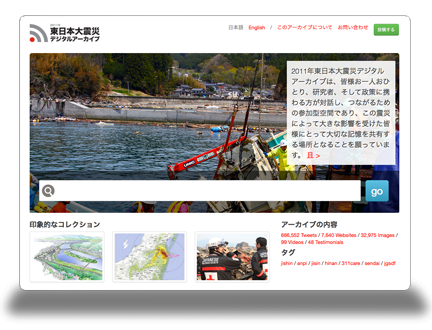 2011年
東日本大震災
デジタルアーカイブ
日本語 English / このアーカイブについて お問い合わせ 投稿する
2011年東日本大震災デジタル
アーカイブは、皆様お一人おひ
とり、研究者、そして政策に携
わる方が対話し、つながるため
の参加型空間であり、この震災
によって大きな影響を受けた皆
様にとって大切な記憶を共有す
る場所となることを願っていま
す。
go
印象的なコレクション
アーカイブの内容
666,552 Tweets / 7,640 Websites / 32,975 Images /
99 Videos / 48 Testimonials
タグ
jishin / anpi / jisin / hinan / 311care / sendai / jgsdf